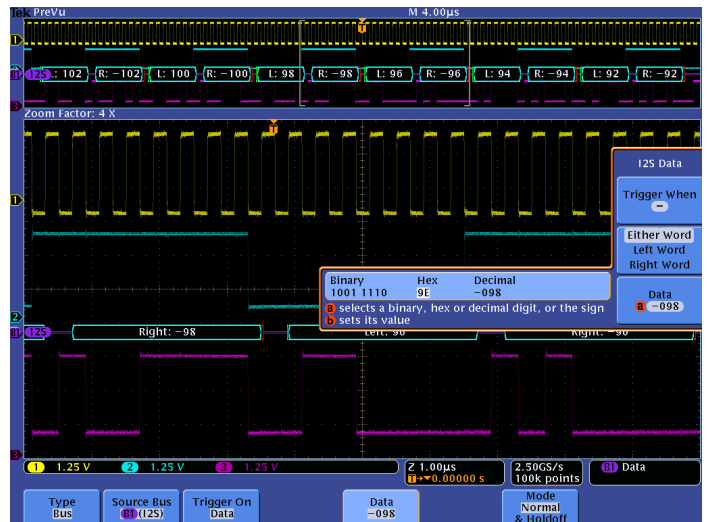 Tek PreVu M 4.00µs
T
1
B1 I2S L: 102 R: -102 L: 100 R: -100 L: 98 R: -98 L: 96 R: -96 L: 94 R: -94 L: 92 R: -92
3
Zoom Factor: 4 X
T
I2S Data
Trigger When
=
1
Either Word
Left Word
Right Word
Binary Hex Decimal
1001 1110 9E -098
a selects a binary, hex or decimal digit, or the sign
b sets its value
Data
a -098
2
B1 I2S Right: -98 Left: 96 Right: -96
3
1 1.25 V 2 1.25 V 3 1.25 V
Z 1.00µs
T→▼0.00000 s
2.50GS/s
100k points
B1 Data
Type
Bus
Source Bus
B1 (I2S)
Trigger On
Data
Data
-098
Mode
Normal
& Holdoff